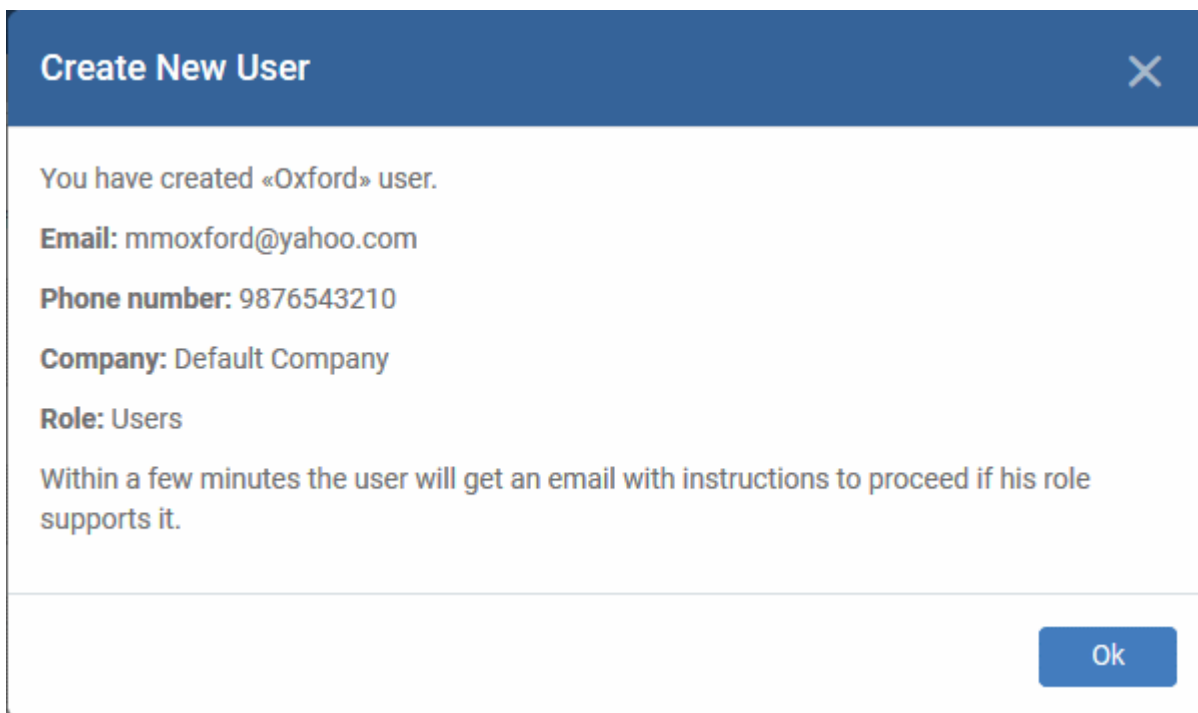 Create New User
You have created «Oxford» user.
Email: mmoxford@yahoo.com
Phone number: 9876543210
Company: Default Company
Role: Users
Within a few minutes the user will get an email with instructions to proceed if his role
supports it.
Ok